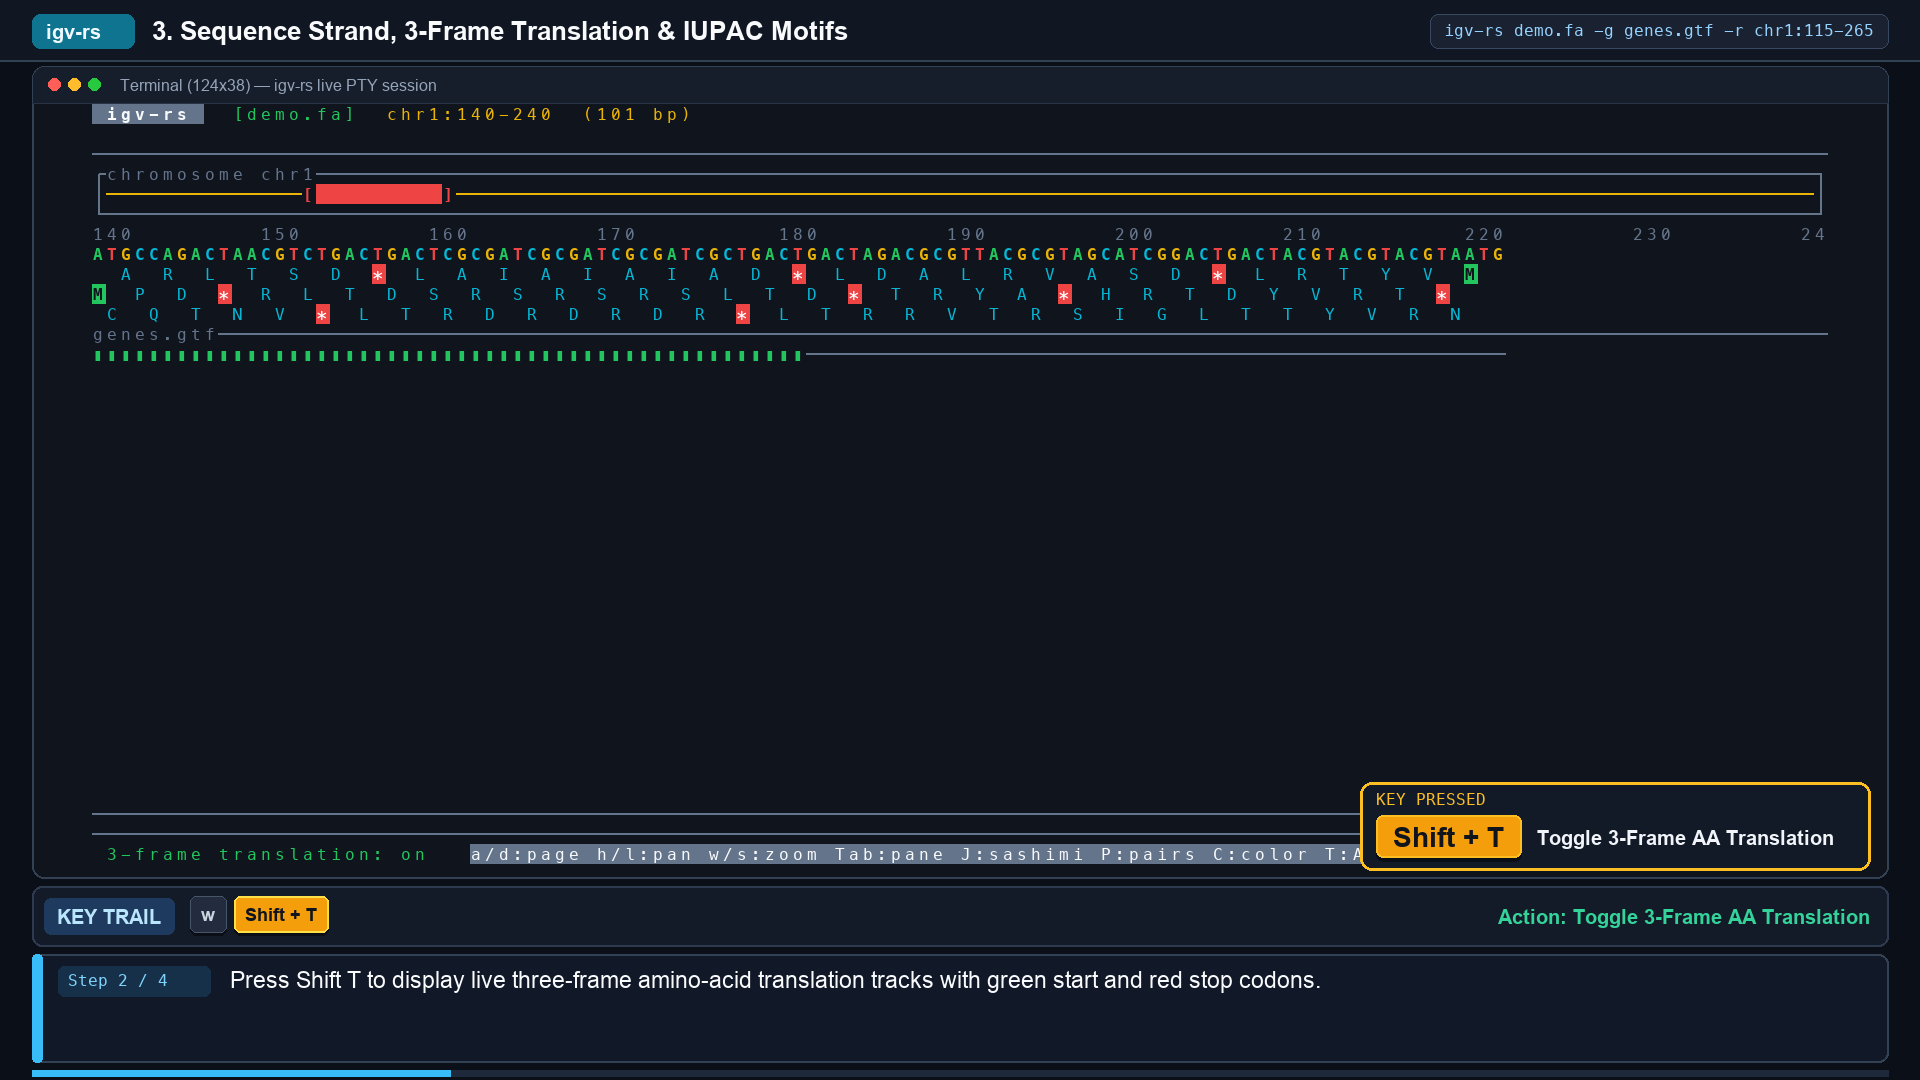 igv-rs
3. Sequence Strand, 3-Frame Translation & IUPAC Motifs
igv-rs demo.fa -g genes.gtf -r chr1:115-265
Terminal (124x38) — igv-rs live PTY session
igv-rs [demo.fa] chr1:140-240 (101 bp)
chromosome chr1
[ ]
140 150 160 170 180 190 200 210 220 230 24
ATGCCAGACTAACGTCTGACTGACTCGCGATCGCGATCGCGATCGCTGACTGACTAGACGCGTTACGCGTAGCATCGGACTGACTACGTACGTACGTAATG
A R L T S D * L A I A I A I A D * L D A L R V A S D * L R T Y V M
M P D * R L T D S R S R S R S L T D * T R Y A * H R T D Y V R T *
C Q T N V * L T R D R D R D R * L T R R V T R S I G L T T Y V R N
genes.gtf
KEY PRESSED
Shift + T Toggle 3-Frame AA Translation
3-frame translation: on a/d:page h/l:pan w/s:zoom Tab:pane J:sashimi P:pairs C:color T:A
KEY TRAIL w Shift + T Action: Toggle 3-Frame AA Translation
Step 2 / 4 Press Shift T to display live three-frame amino-acid translation tracks with green start and red stop codons.